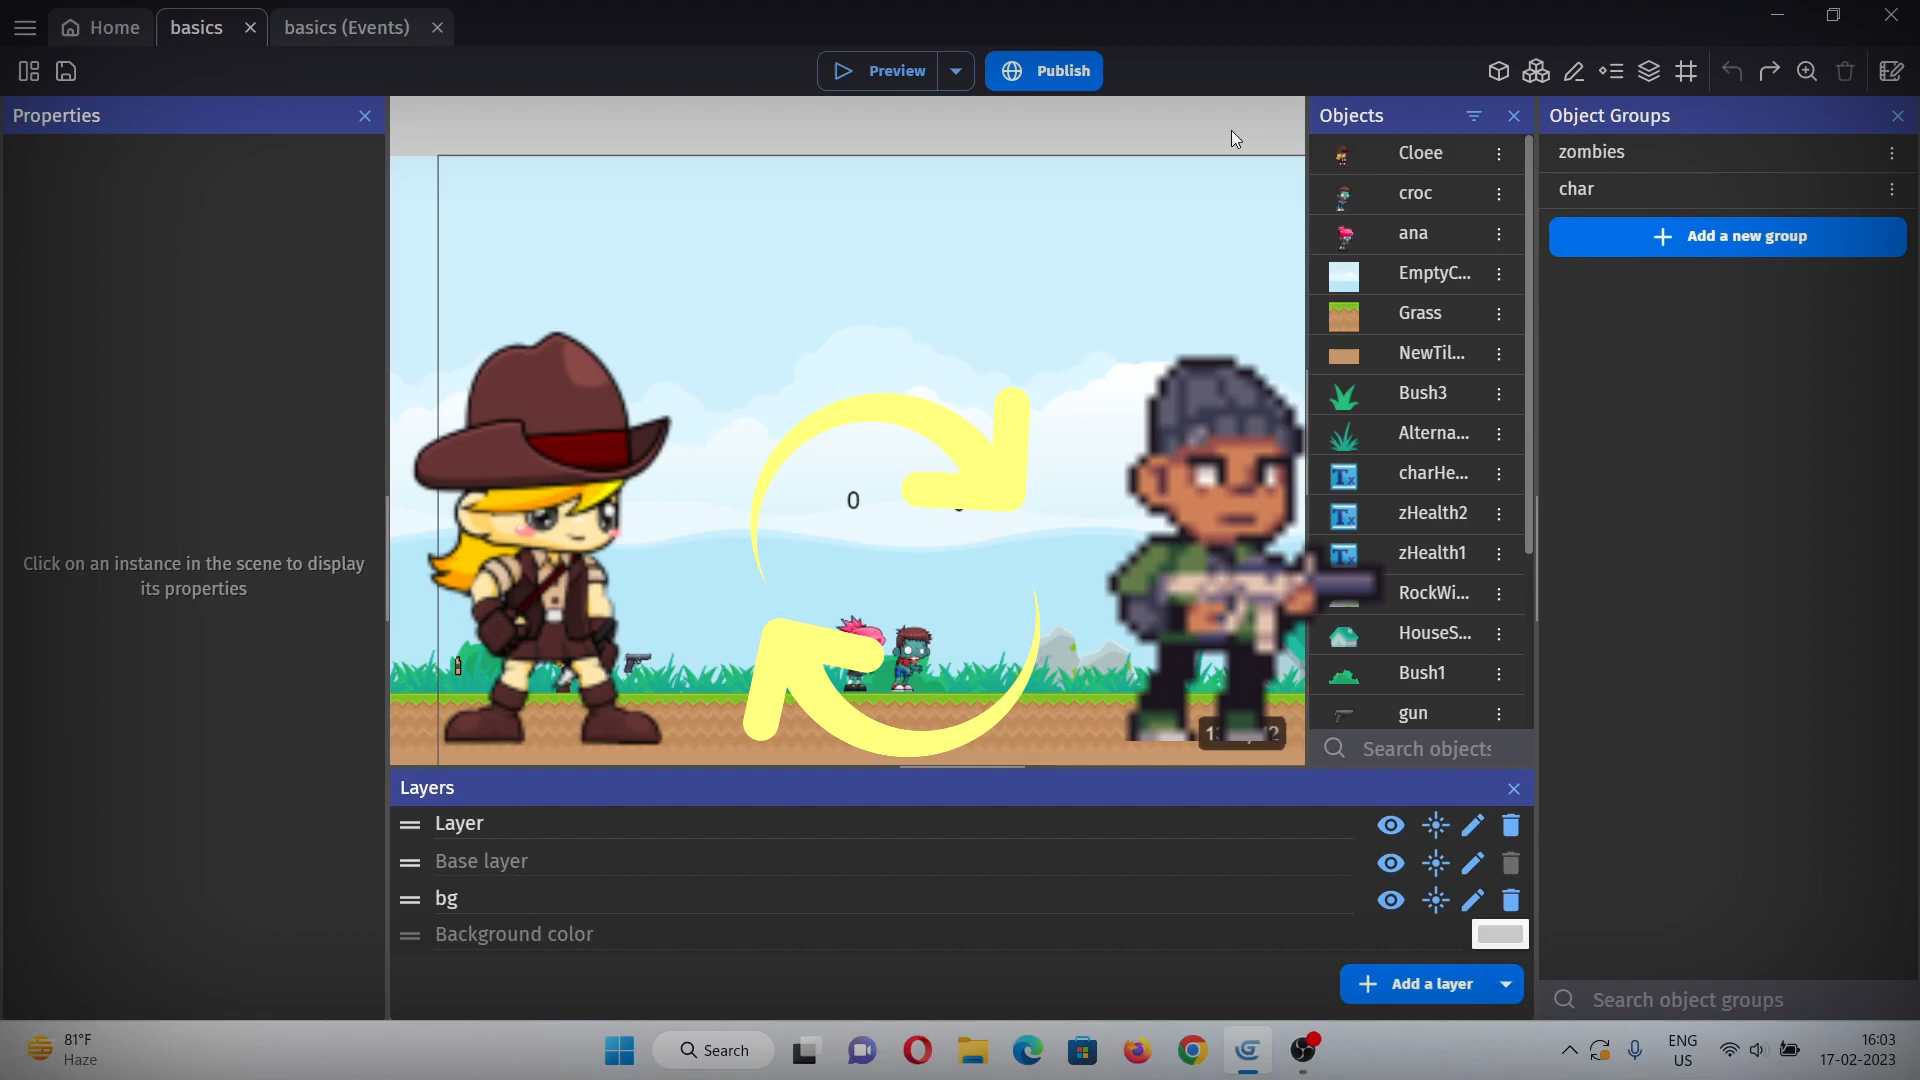 Home
basics
basics (Events)
Preview
Publish
Properties
Click on an instance in the scene to display
its properties
0
Objects
Cloee
croc
ana
EmptyC...
Grass
NewTil...
Bush3
Alterna...
charHe...
zHealth2
zHealth1
RockWi...
HouseS...
Bush1
gun
Search objects
Object Groups
zombies
char
Add a new group
Search object groups
Layers
Layer
Base layer
bg
Background color
Add a layer
81°F
Haze
Search
ENG
US
16:03
17-02-2023